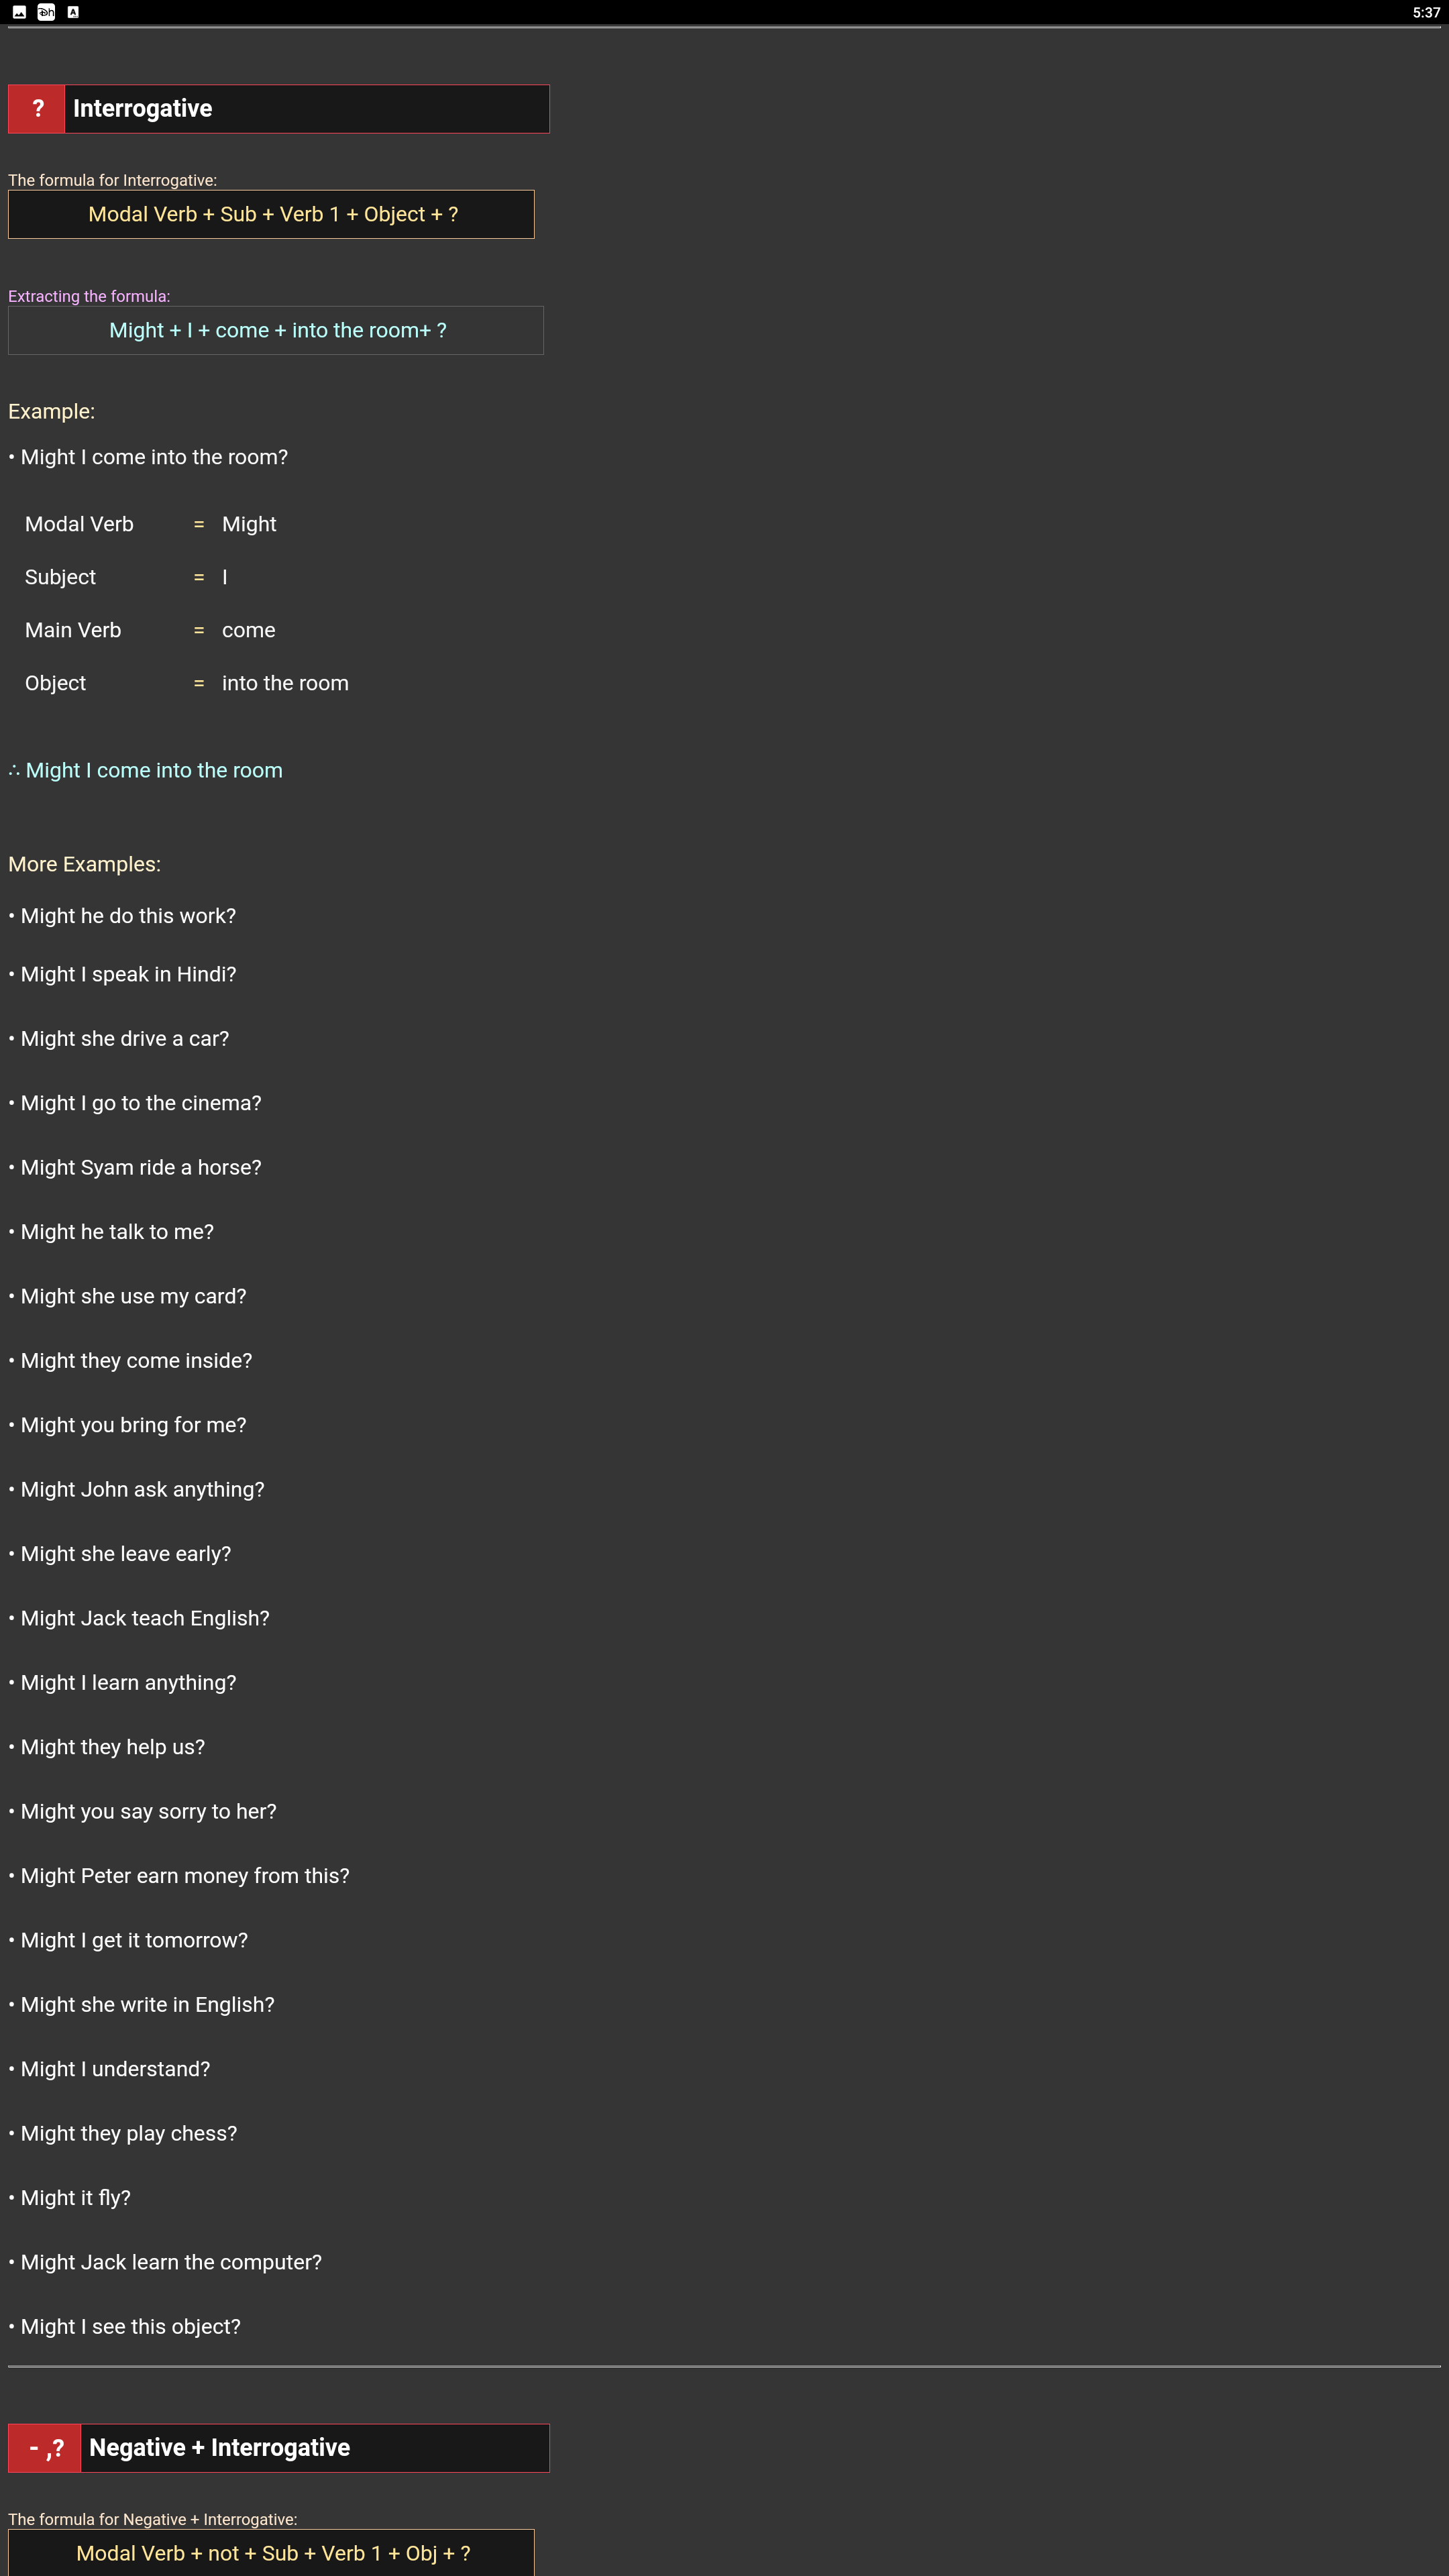 5:37
? Interrogative
The formula for Interrogative:
Modal Verb + Sub + Verb 1 + Object + ?
Extracting the formula:
Might + I + come + into the room+ ?
Example:
• Might I come into the room?
Modal Verb = Might
Subject = I
Main Verb = come
Object = into the room
∴ Might I come into the room
More Examples:
• Might he do this work?
• Might I speak in Hindi?
• Might she drive a car?
• Might I go to the cinema?
• Might Syam ride a horse?
• Might he talk to me?
• Might she use my card?
• Might they come inside?
• Might you bring for me?
• Might John ask anything?
• Might she leave early?
• Might Jack teach English?
• Might I learn anything?
• Might they help us?
• Might you say sorry to her?
• Might Peter earn money from this?
• Might I get it tomorrow?
• Might she write in English?
• Might I understand?
• Might they play chess?
• Might it fly?
• Might Jack learn the computer?
• Might I see this object?
- ,? Negative + Interrogative
The formula for Negative + Interrogative:
Modal Verb + not + Sub + Verb 1 + Obj + ?